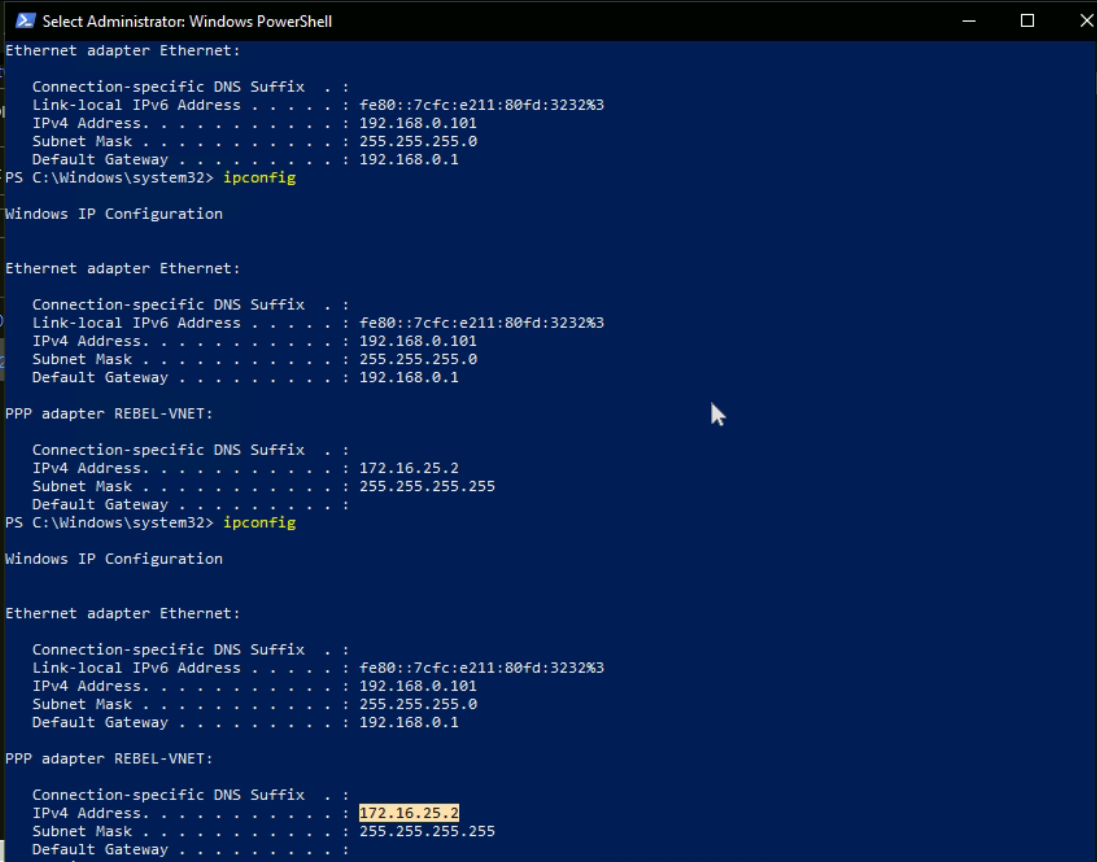 Select Administrator: Windows PowerShell
Ethernet adapter Ethernet:
Connection-specific DNS Suffix  . :
Link-local IPv6 Address . . . . . : fe80::7cfc:e211:80fd:3232%3
IPv4 Address. . . . . . . . . . . : 192.168.0.101
Subnet Mask . . . . . . . . . . . : 255.255.255.0
Default Gateway . . . . . . . . . : 192.168.0.1
PS C:\Windows\system32> ipconfig
Windows IP Configuration
Ethernet adapter Ethernet:
Connection-specific DNS Suffix  . :
Link-local IPv6 Address . . . . . : fe80::7cfc:e211:80fd:3232%3
IPv4 Address. . . . . . . . . . . : 192.168.0.101
Subnet Mask . . . . . . . . . . . : 255.255.255.0
Default Gateway . . . . . . . . . : 192.168.0.1
PPP adapter REBEL-VNET:
Connection-specific DNS Suffix  . :
IPv4 Address. . . . . . . . . . . : 172.16.25.2
Subnet Mask . . . . . . . . . . . : 255.255.255.255
Default Gateway . . . . . . . . . :
PS C:\Windows\system32> ipconfig
Windows IP Configuration
Ethernet adapter Ethernet:
Connection-specific DNS Suffix  . :
Link-local IPv6 Address . . . . . : fe80::7cfc:e211:80fd:3232%3
IPv4 Address. . . . . . . . . . . : 192.168.0.101
Subnet Mask . . . . . . . . . . . : 255.255.255.0
Default Gateway . . . . . . . . . : 192.168.0.1
PPP adapter REBEL-VNET:
Connection-specific DNS Suffix  . :
IPv4 Address. . . . . . . . . . . : 172.16.25.2
Subnet Mask . . . . . . . . . . . : 255.255.255.255
Default Gateway . . . . . . . . . :